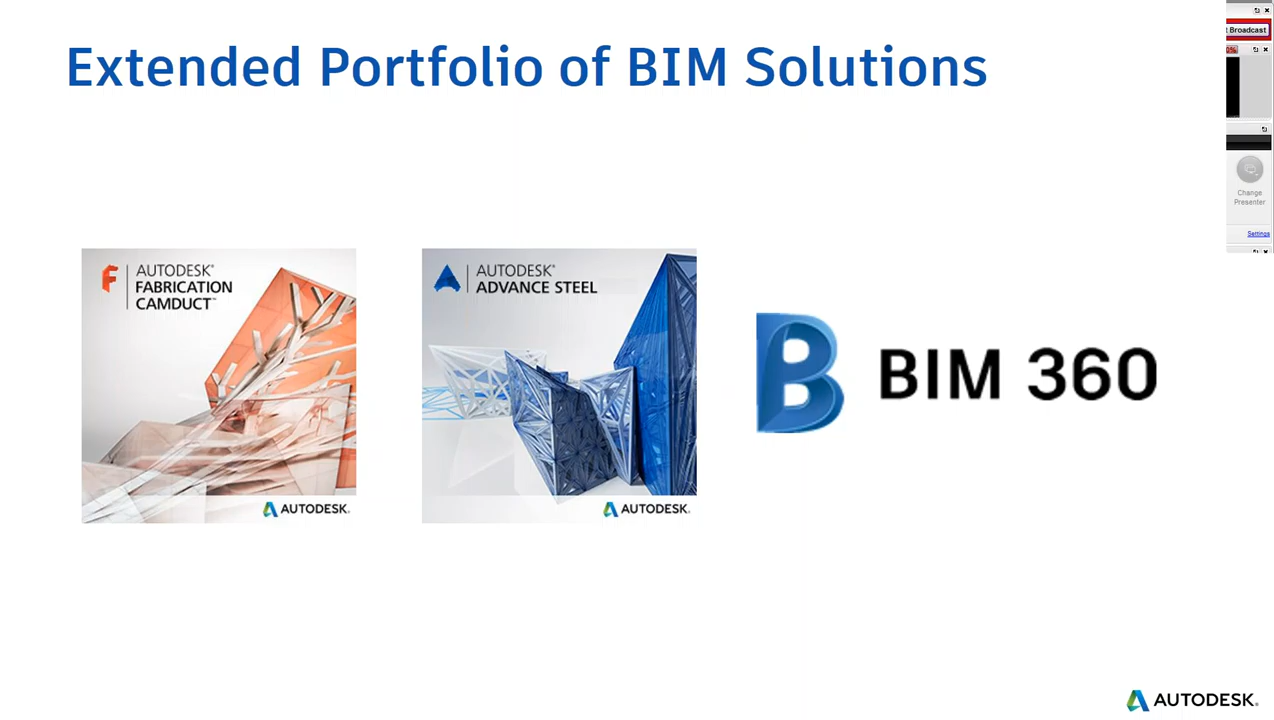 Extended Portfolio of BIM Solutions
Broadcast
Change
Presenter
Settings
AUTODESK®
FABRICATION
CAMDUCT™
AUTODESK.
AUTODESK®
ADVANCE STEEL
AUTODESK.
BIM 360
AUTODESK.